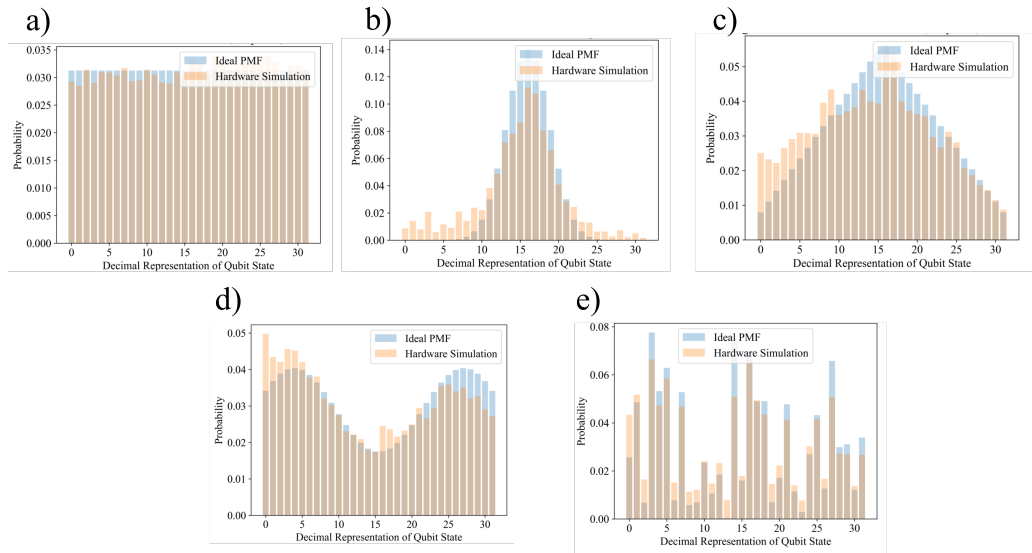 a)
0.035
0.030
0.025
0.020
0.015
0.010
0.005
0.000
Probability
Ideal PMF
Hardware Simulation
0 5 10 15 20 25 30
Decimal Representation of Qubit State
b)
0.14
0.12
0.10
0.08
0.06
0.04
0.02
0.00
Probability
Ideal PMF
Hardware Simulation
0 5 10 15 20 25 30
Decimal Representation of Qubit State
c)
0.05
0.04
0.03
0.02
0.01
0.00
Probability
Ideal PMF
Hardware Simulation
0 5 10 15 20 25 30
Decimal Representation of Qubit State
d)
0.05
0.04
0.03
0.02
0.01
0.00
Probability
Ideal PMF
Hardware Simulation
0 5 10 15 20 25 30
Decimal Representation of Qubit State
e)
0.08
0.06
0.04
0.02
0.00
Probability
Ideal PMF
Hardware Simulation
0 5 10 15 20 25 30
Decimal Representation of Qubit State